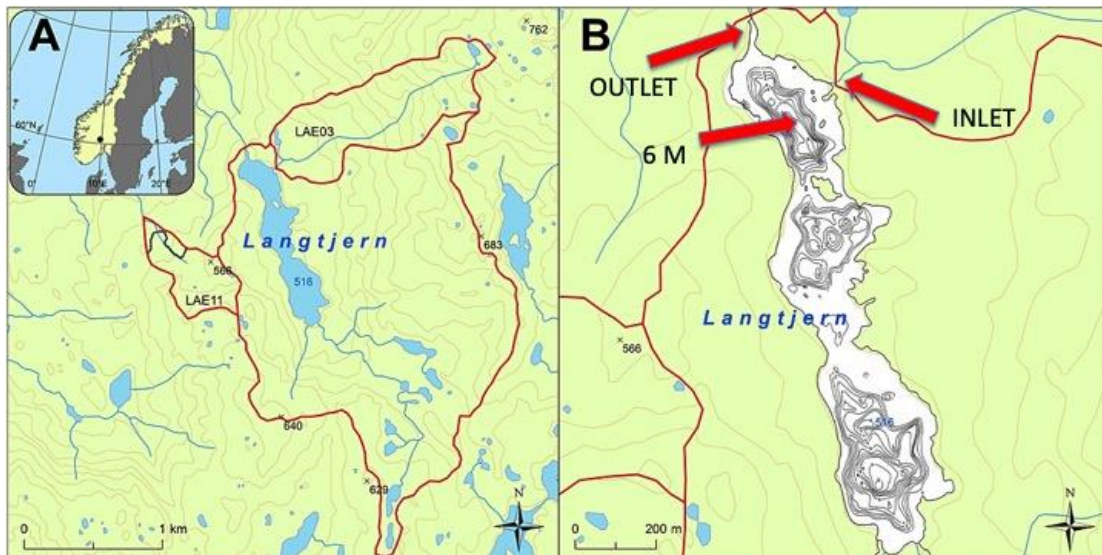 A
762
LAE03
60°N
0°
10°E
20°E
Langtjern
683
566
516
LAE11
640
629
0
1 km
N
B
OUTLET
INLET
6 M
Langtjern
566
516
0
200 m
N